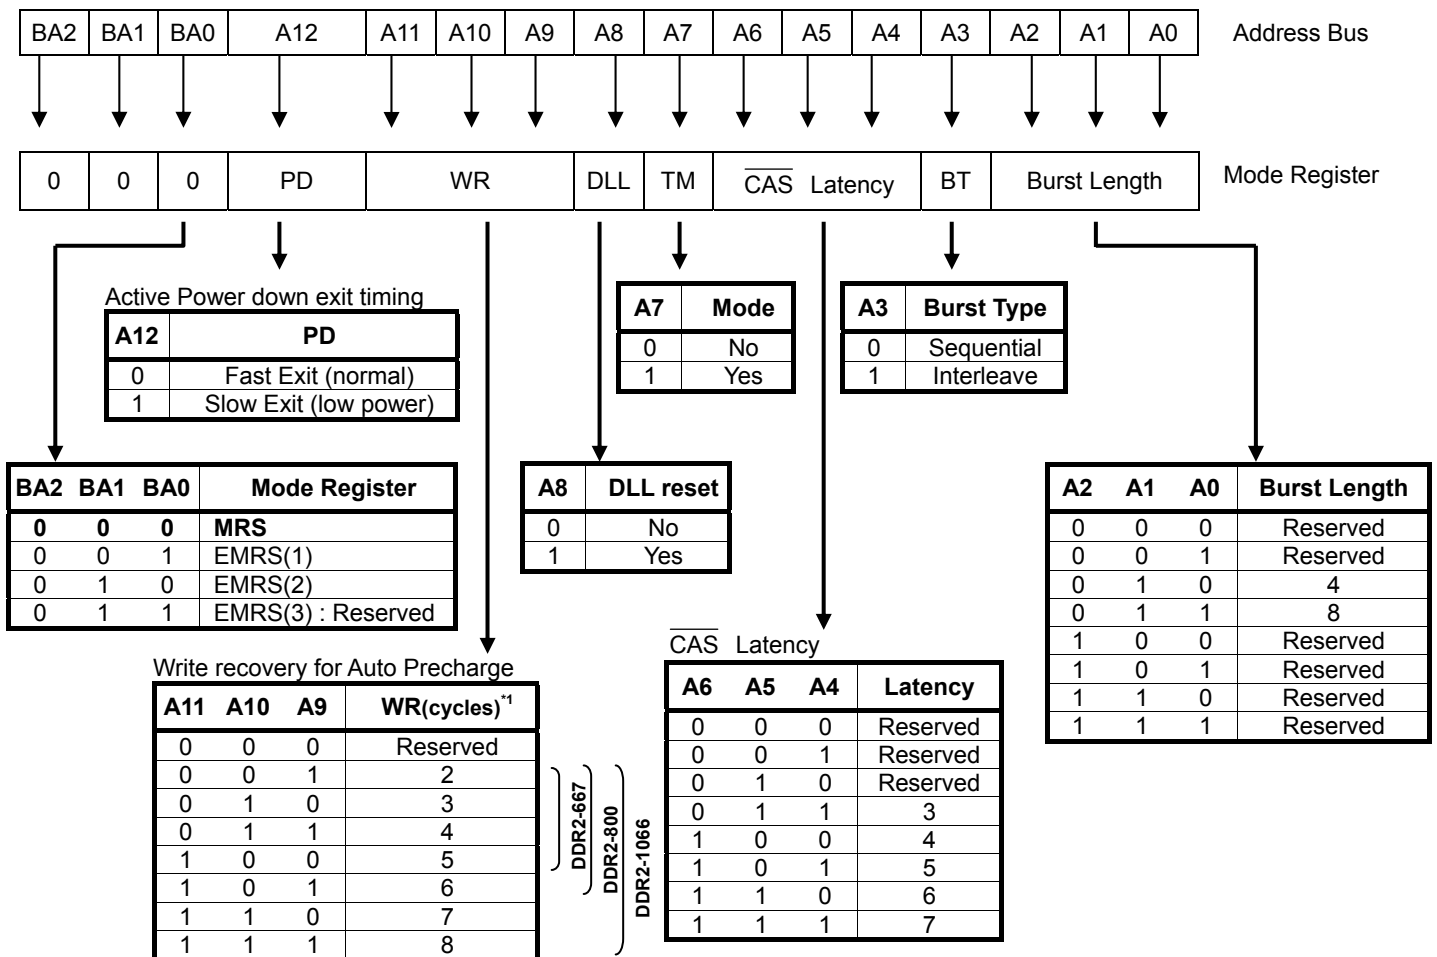 BA2 BA1 BA0 A12 A11 A10 A9 A8 A7 A6 A5 A4 A3 A2 A1 A0 Address Bus
0 0 0 PD WR DLL TM CAS Latency BT Burst Length Mode Register
Active Power down exit timing
A12 PD
0 Fast Exit (normal)
1 Slow Exit (low power)
A7 Mode
0 No
1 Yes
A3 Burst Type
0 Sequential
1 Interleave
BA2 BA1 BA0 Mode Register
0 0 0 MRS
0 0 1 EMRS(1)
0 1 0 EMRS(2)
0 1 1 EMRS(3) : Reserved
A8 DLL reset
0 No
1 Yes
A2 A1 A0 Burst Length
0 0 0 Reserved
0 0 1 Reserved
0 1 0 4
0 1 1 8
1 0 0 Reserved
1 0 1 Reserved
1 1 0 Reserved
1 1 1 Reserved
Write recovery for Auto Precharge
A11 A10 A9 WR(cycles)*1
0 0 0 Reserved
0 0 1 2
0 1 0 3
0 1 1 4
1 0 0 5
1 0 1 6
1 1 0 7
1 1 1 8
DDR2-667
DDR2-800
DDR2-1066
CAS Latency
A6 A5 A4 Latency
0 0 0 Reserved
0 0 1 Reserved
0 1 0 Reserved
0 1 1 3
1 0 0 4
1 0 1 5
1 1 0 6
1 1 1 7